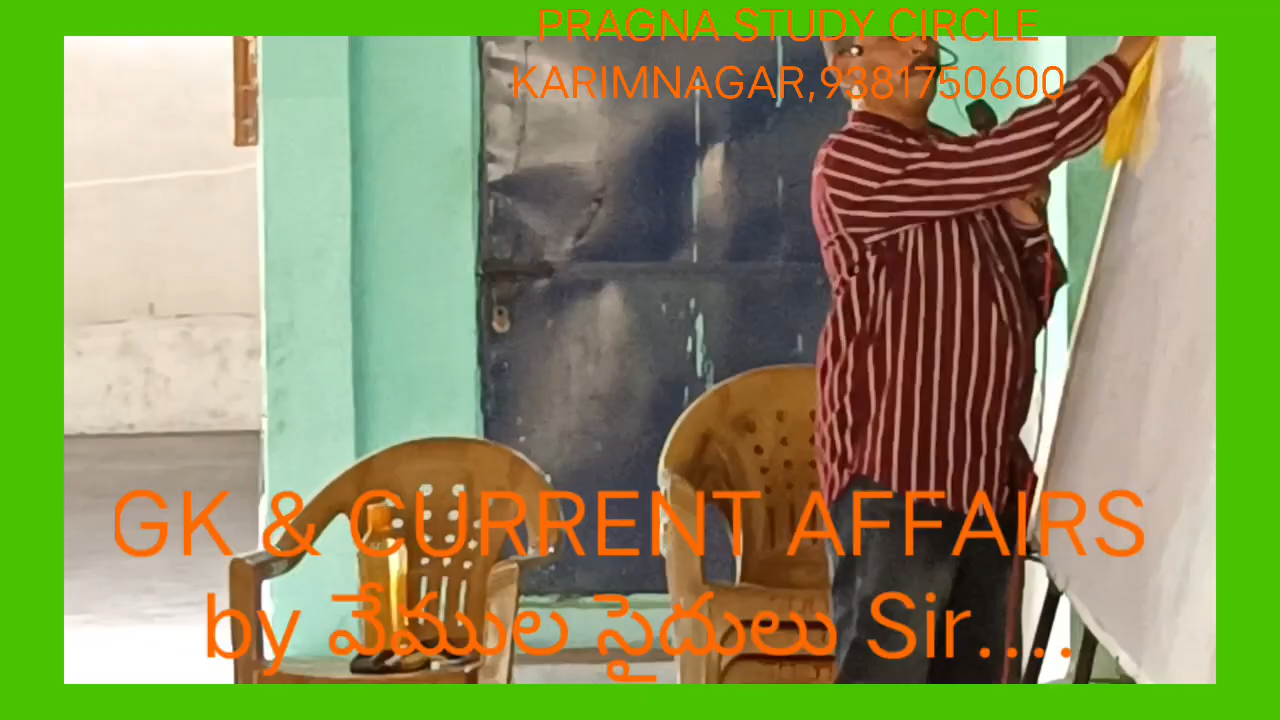 PRAGNA STUDY CIRCLE
KARIMNAGAR,9381750600
GK & CURRENT AFFAIRS
by వేముల సైదులు Sir....